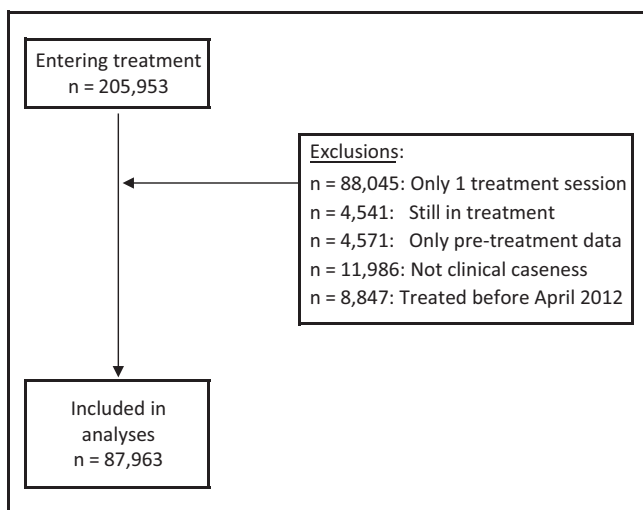 Entering treatment
n = 205,953
Exclusions:
n = 88,045: Only 1 treatment session
n = 4,541: Still in treatment
n = 4,571: Only pre-treatment data
n = 11,986: Not clinical caseness
n = 8,847: Treated before April 2012
Included in
analyses
n = 87,963